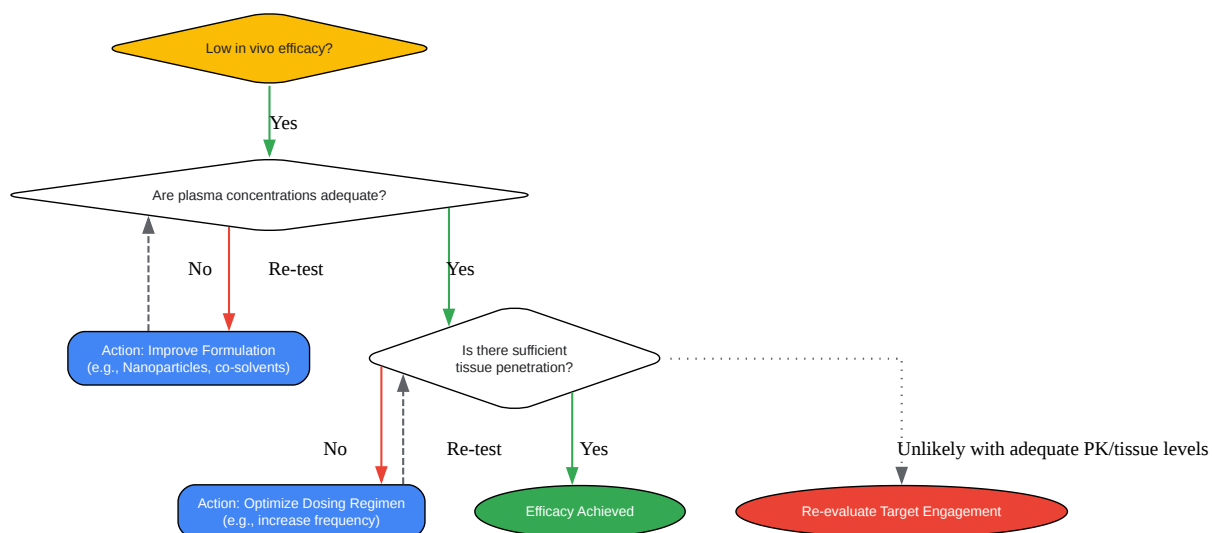 Low in vivo efficacy?
Yes
Are plasma concentrations adequate?
No
Re-test
Yes
Action: Improve Formulation
(e.g., Nanoparticles, co-solvents)
Is there sufficient
tissue penetration?
No
Re-test
Yes
Unlikely with adequate PK/tissue levels
Action: Optimize Dosing Regimen
(e.g., increase frequency)
Efficacy Achieved
Re-evaluate Target Engagement